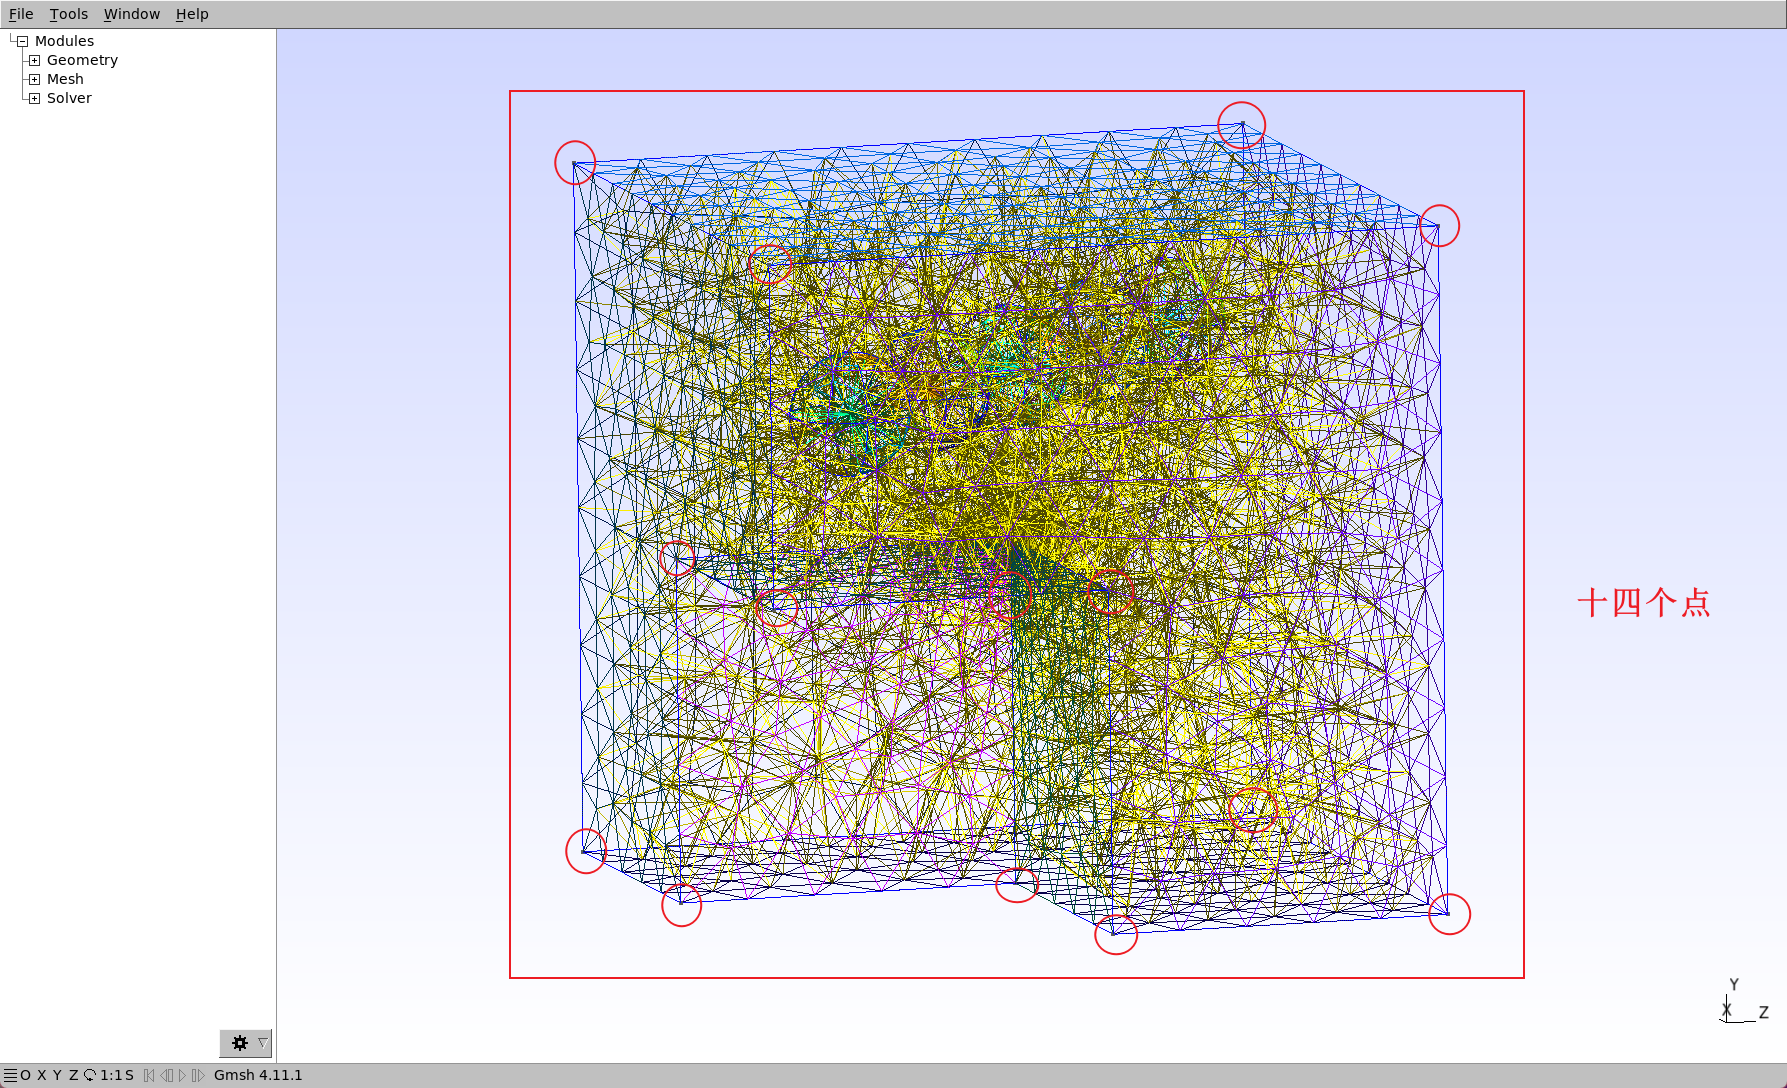 File Tools Window Help
Modules
Geometry
Mesh
Solver
十四个点
Y
X Z
O X Y Z 1:1 S Gmsh 4.11.1